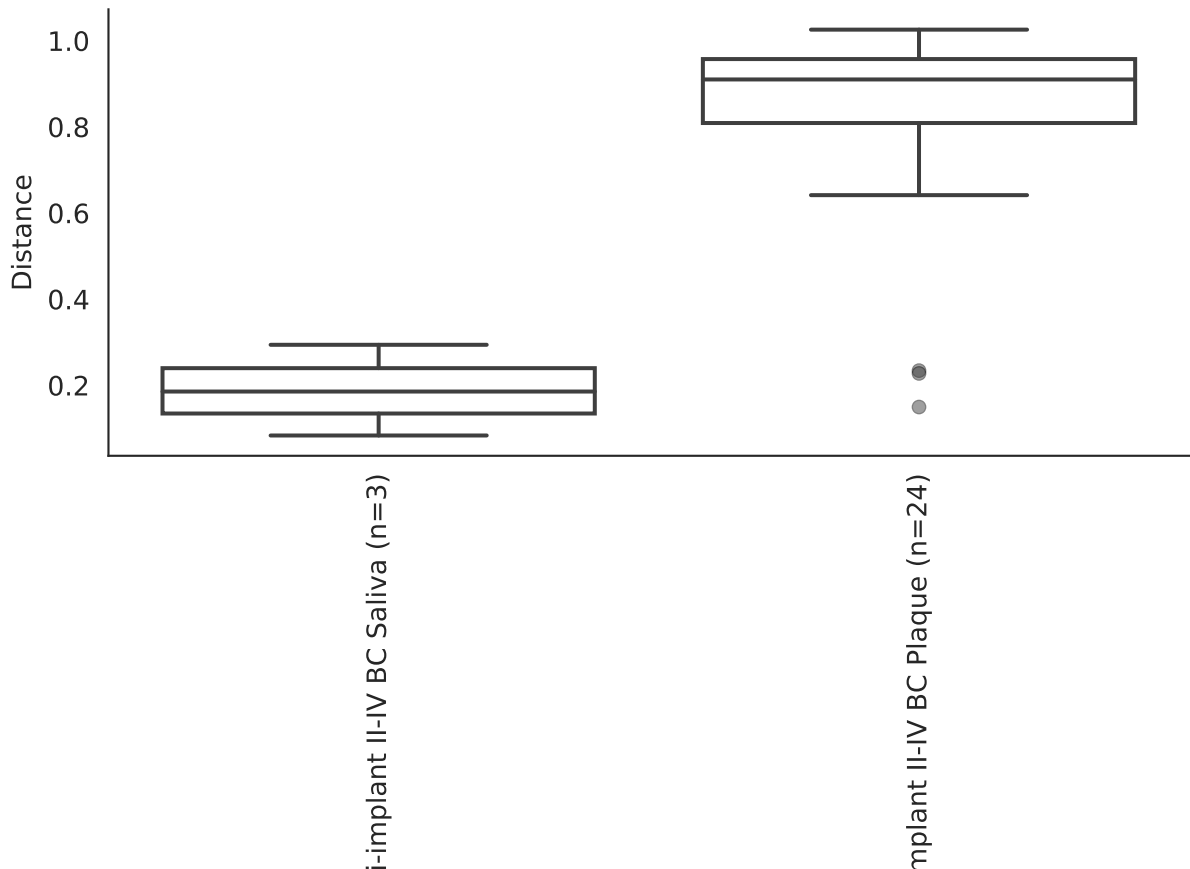 1.0
0.8
0.6
0.4
0.2
Distance
i-implant II-IV BC Saliva (n=3)
mplant II-IV BC Plaque (n=24)